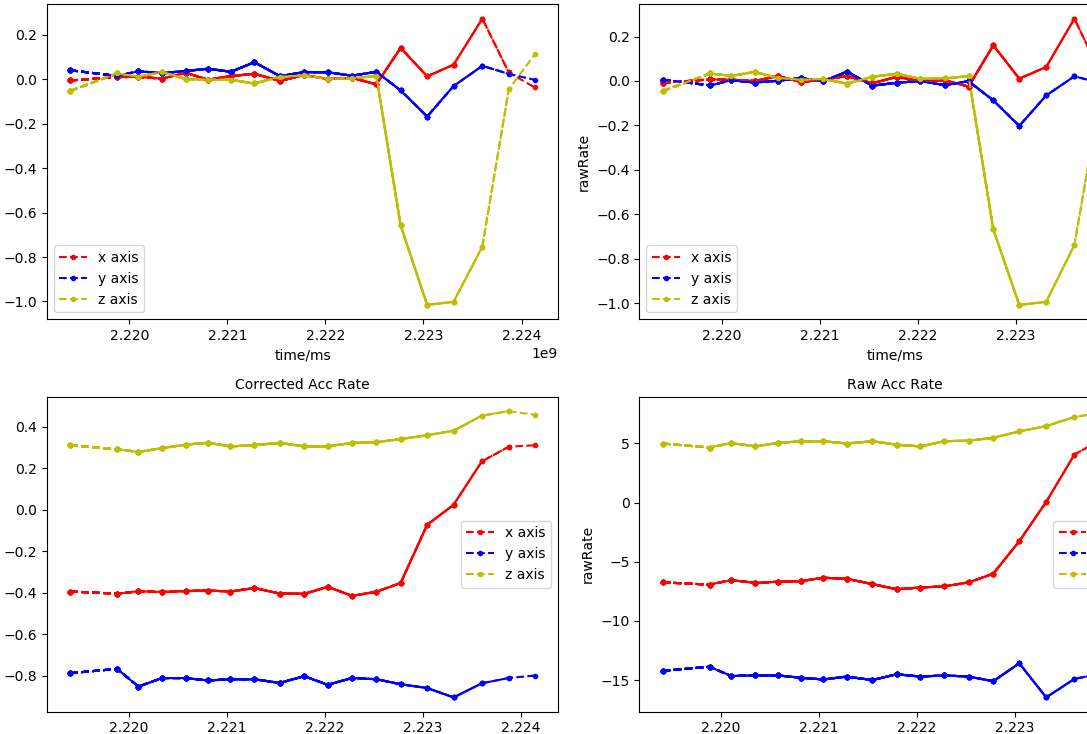 0.2
0.0
−0.2
−0.4
−0.6
−0.8
−1.0
x axis
y axis
z axis
2.220 2.221 2.222 2.223 2.224
time/ms
1e9
rawRate
0.2
0.0
−0.2
−0.4
−0.6
−0.8
−1.0
x axis
y axis
z axis
2.220 2.221 2.222 2.223
time/ms
Corrected Acc Rate
0.4
0.2
0.0
−0.2
−0.4
−0.6
−0.8
x axis
y axis
z axis
2.220 2.221 2.222 2.223 2.224
Raw Acc Rate
rawRate
5
0
−5
−10
−15
2.220 2.221 2.222 2.223